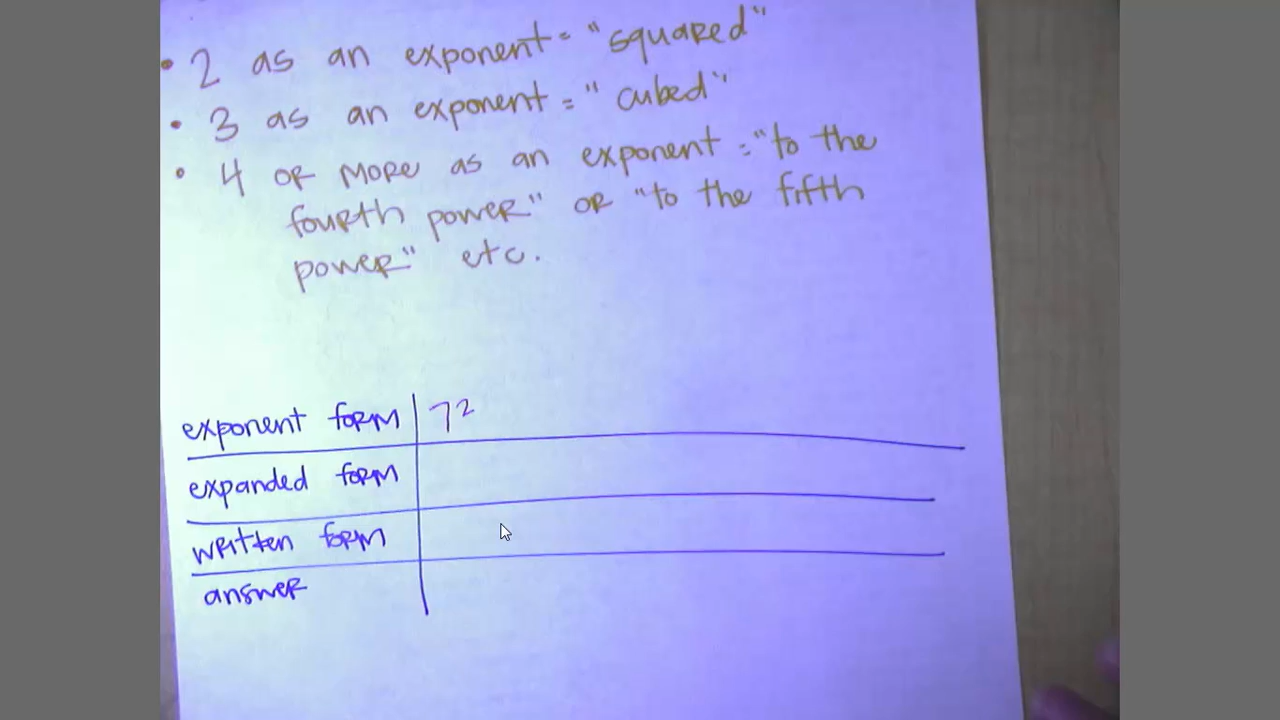 • 2 as an exponent = "squared"
• 3 as an exponent = "cubed"
• 4 or more as an exponent = "to the
fourth power" or "to the fifth
power" etc.
exponent form 7²
expanded form
written form
answer